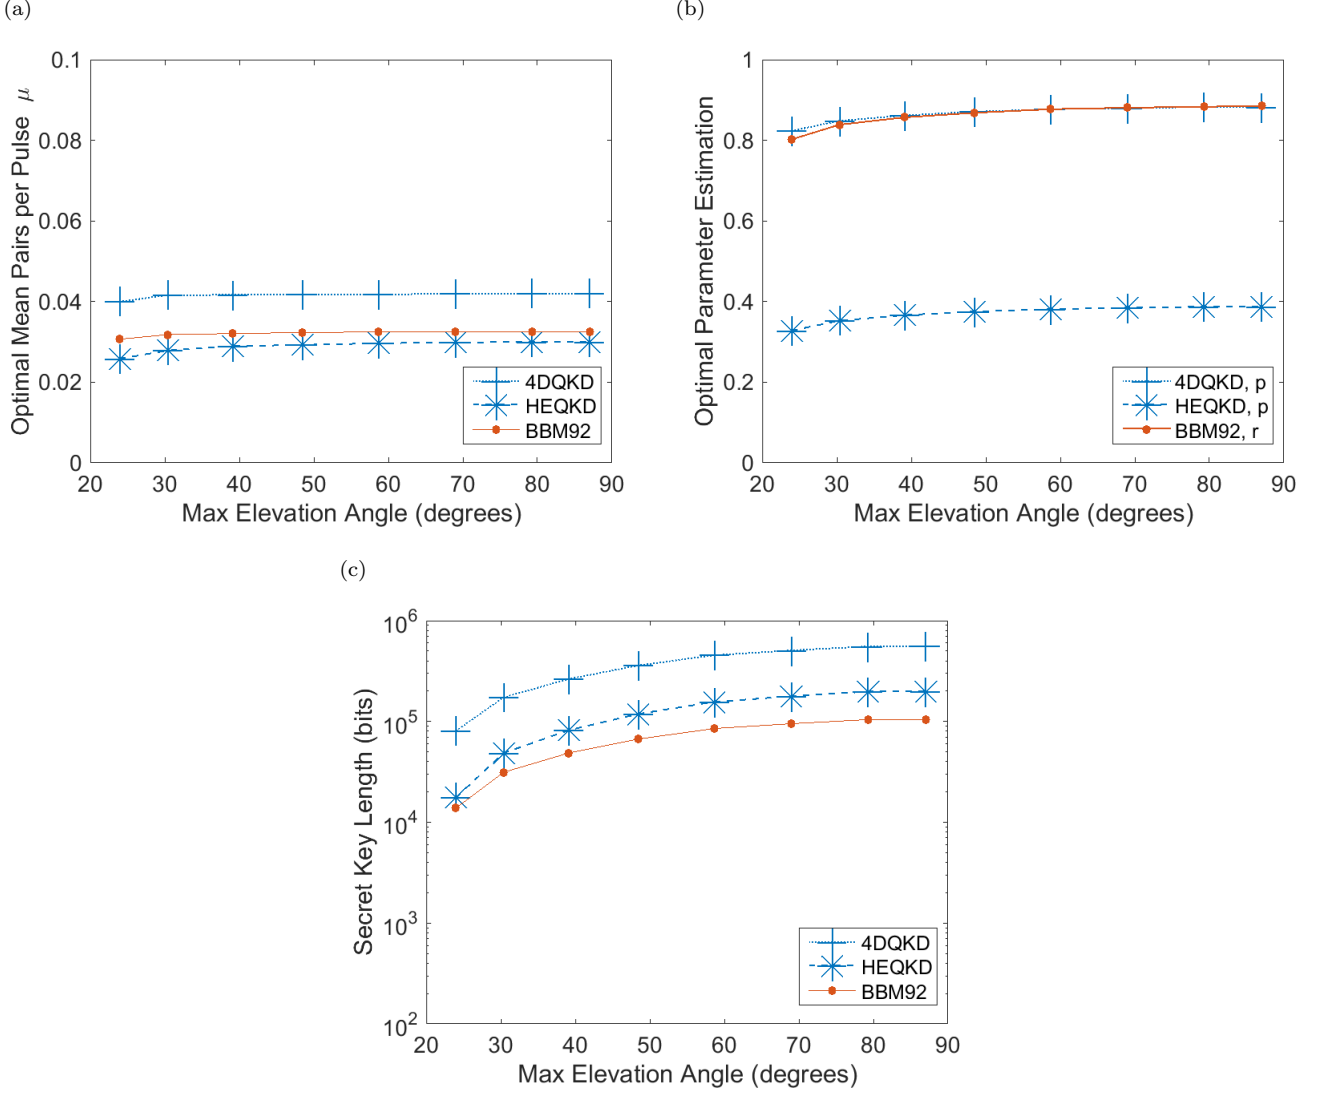 (a)
(b)
Optimal Mean Pairs per Pulse μ
0.1
0.08
0.06
0.04
0.02
0
20 30 40 50 60 70 80 90
Max Elevation Angle (degrees)
4DQKD
HEQKD
BBM92
Optimal Parameter Estimation
1
0.8
0.6
0.4
0.2
0
20 30 40 50 60 70 80 90
Max Elevation Angle (degrees)
4DQKD, p
HEQKD, p
BBM92, r
(c)
Secret Key Length (bits)
10^6
10^5
10^4
10^3
10^2
20 30 40 50 60 70 80 90
Max Elevation Angle (degrees)
4DQKD
HEQKD
BBM92